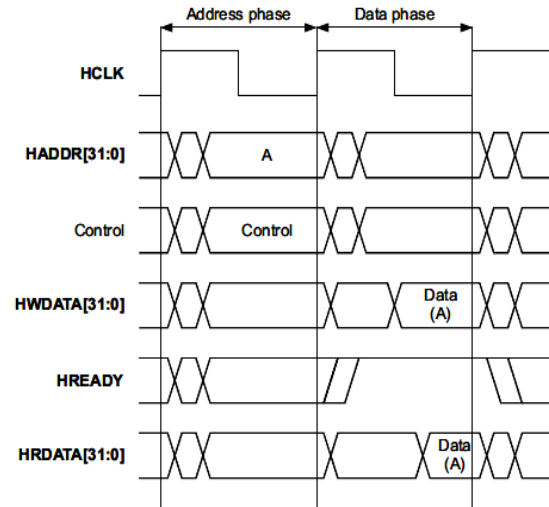 Address phase
Data phase
HCLK
HADDR[31:0]
A
Control
Control
HWDATA[31:0]
Data
(A)
HREADY
HRDATA[31:0]
Data
(A)